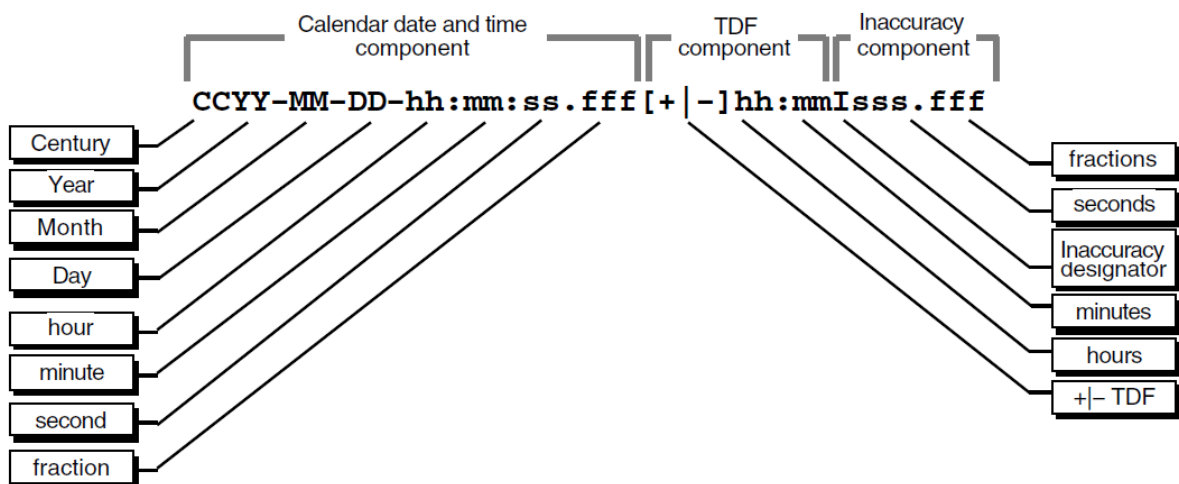 Calendar date and time
component
TDF
component
Inaccuracy
component
CCYY-MM-DD-hh:mm:ss.fff[+|-]hh:mmIsss.fff
Century
Year
Month
Day
hour
minute
second
fraction
fractions
seconds
Inaccuracy
designator
minutes
hours
+|− TDF